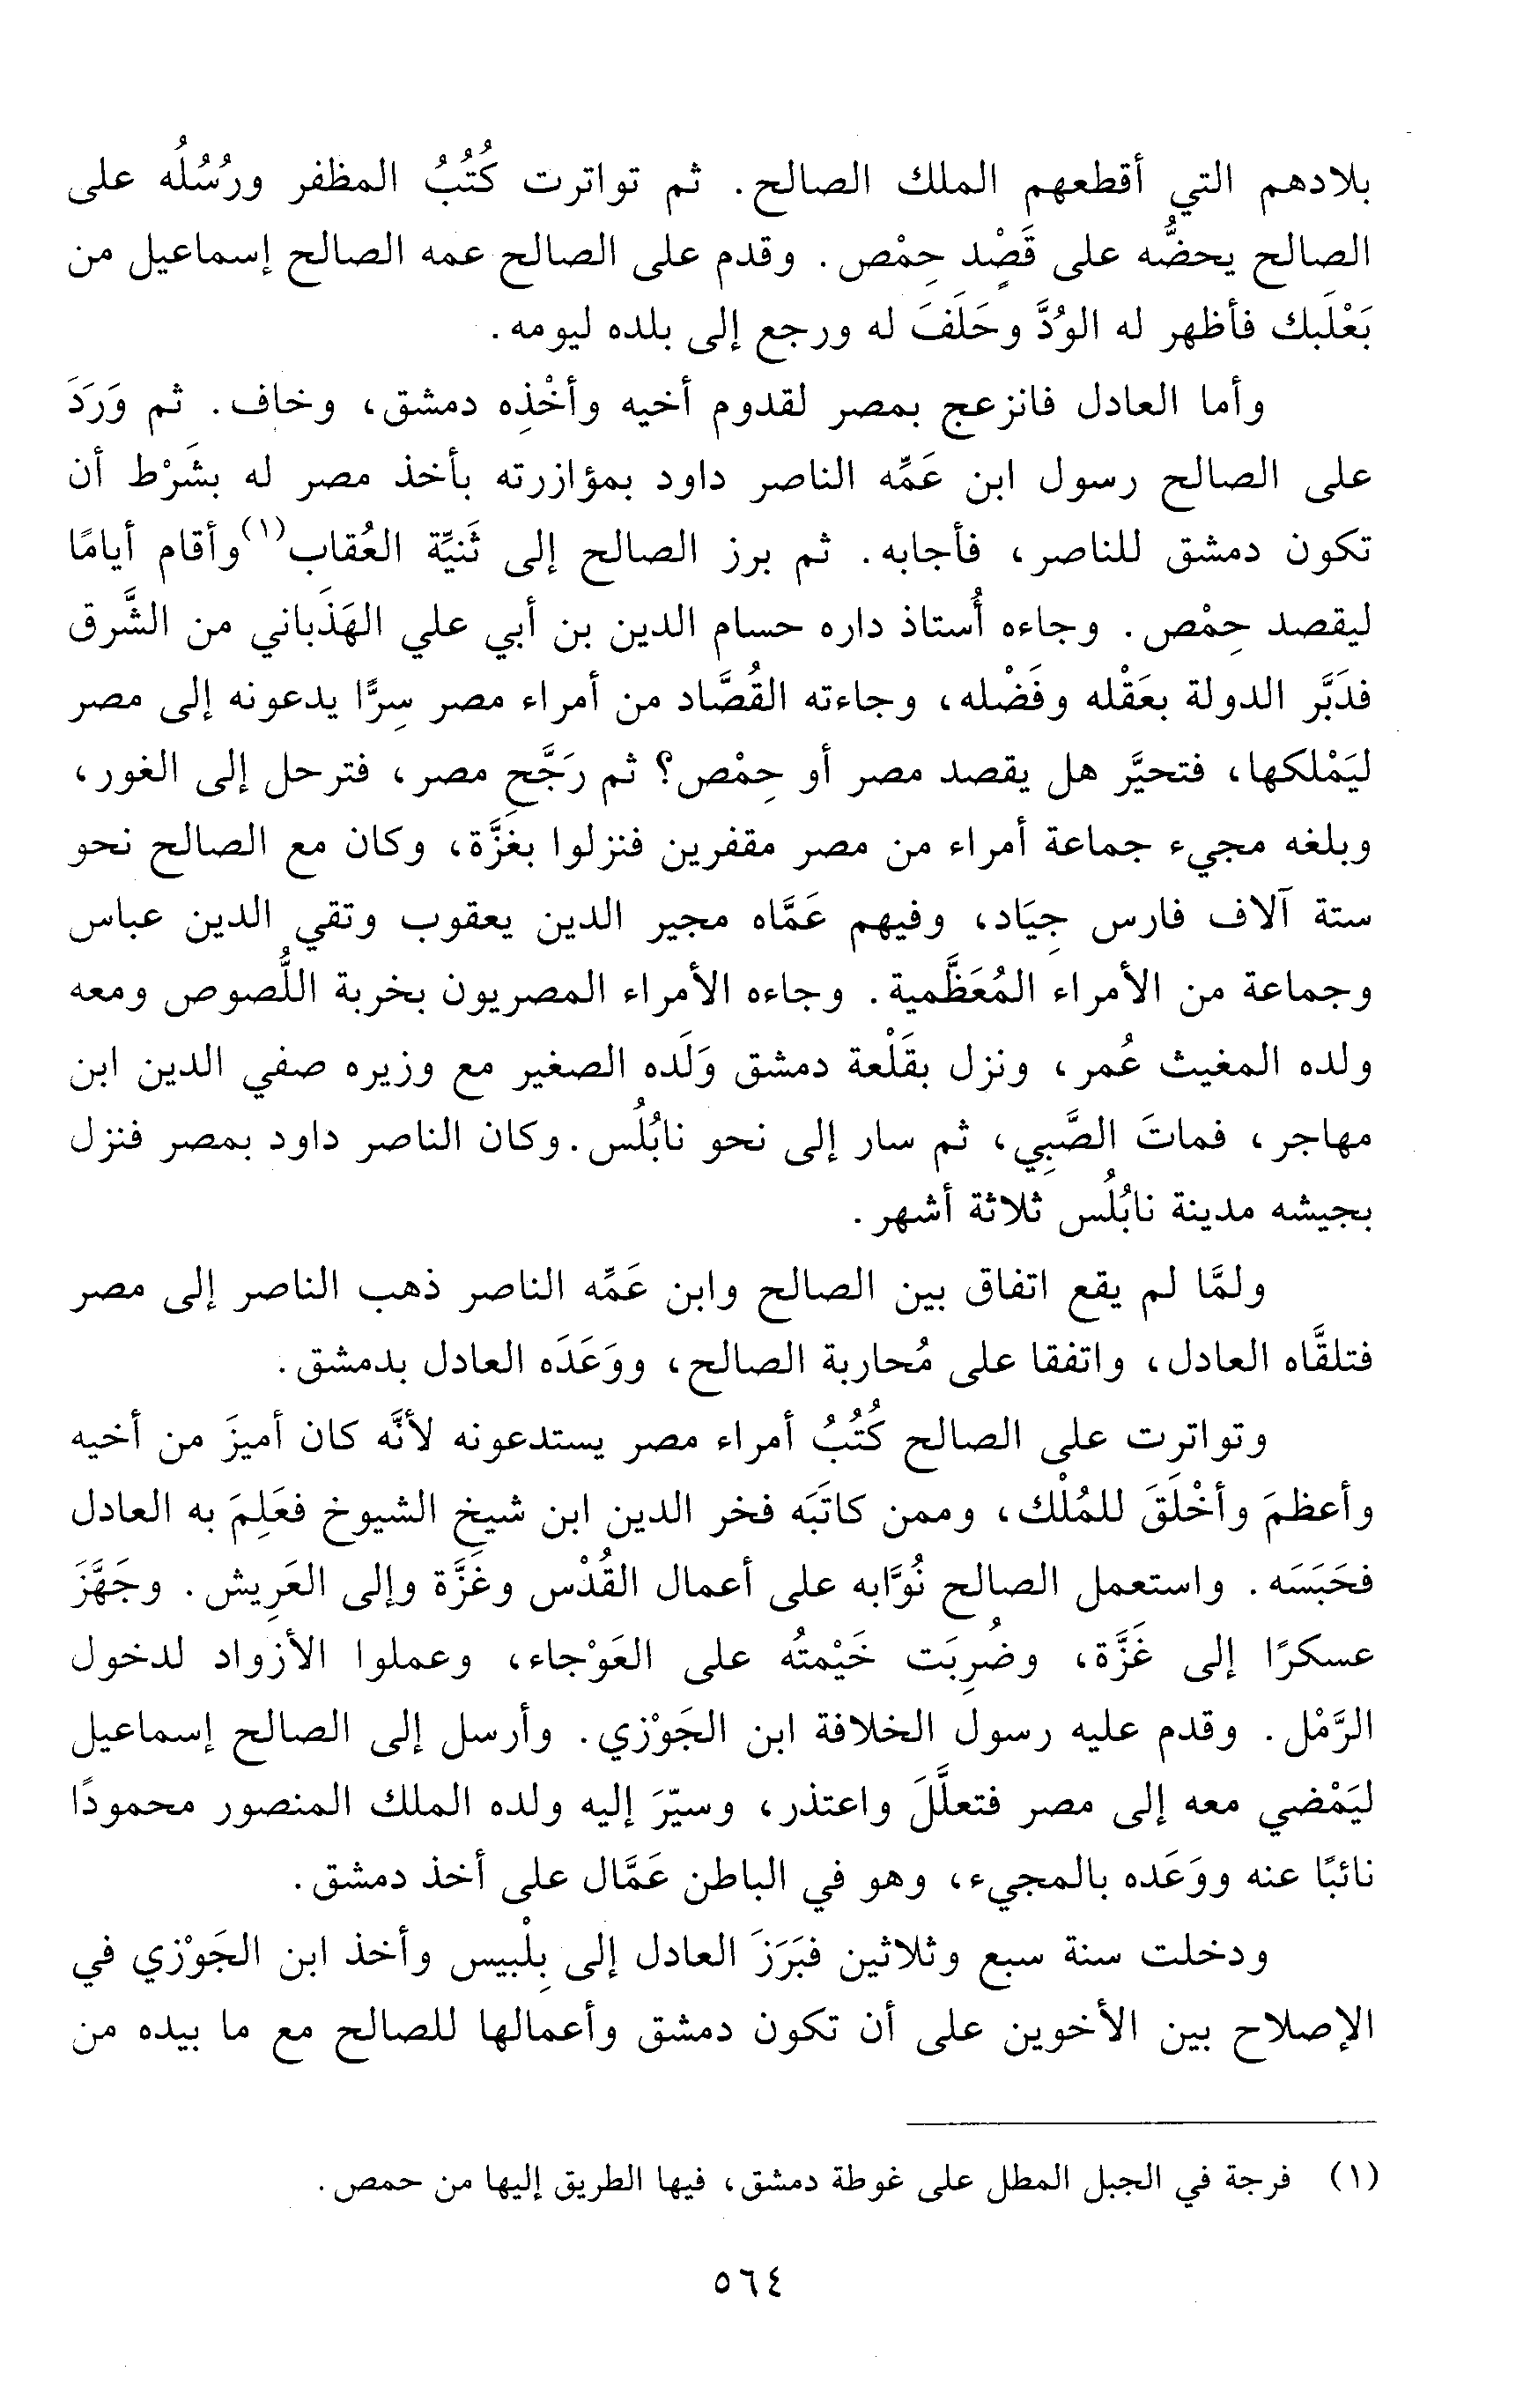 بلادهم التي أقطعهم الملك الصالح. ثم تواترت كُتُبُ المظفر ورُسُلُه على
الصالح يحضُّه على قَصْدِ حِمْص. وقدم على الصالح عمه الصالح إسماعيل من
بَعْلَبك فأظهر له الوُدَّ وحَلَفَ له ورجع إلى بلده ليومه.
وأما العادل فانزعج بمصر لقدوم أخيه وأخْذِه دمشق، وخاف. ثم وَرَدَ
على الصالح رسول ابن عَمِّه الناصر داود بمؤازرته بأخذ مصر له بشَرْط أن
تكون دمشق للناصر، فأجابه. ثم برز الصالح إلى ثَنيِّة العُقاب(١) وأقام أيامًا
ليقصد حِمْص. وجاءه أُستاذ داره حسام الدين بن أبي علي الهَذَباني من الشَّرق
فدَبَّر الدولة بعَقْله وفَضْله، وجاءته القُصَّاد من أمراء مصر سِرًّا يدعونه إلى مصر
ليَمْلكها، فتحيَّر هل يقصد مصر أو حِمْص؟ ثم رَجَّح مصر، فترحل إلى الغور،
وبلغه مجيء جماعة أمراء من مصر مقفرين فنزلوا بغَزَّة، وكان مع الصالح نحو
ستة آلاف فارس جِيَاد، وفيهم عَمَّاه مجير الدين يعقوب وتقي الدين عباس
وجماعة من الأمراء المُعَظَّمية. وجاءه الأمراء المصريون بخربة اللُّصوص ومعه
ولده المغيث عُمر، ونزل بقَلْعة دمشق وَلَده الصغير مع وزيره صفي الدين ابن
مهاجر، فماتَ الصَّبِي، ثم سار إلى نحو نابُلُس. وكان الناصر داود بمصر فنزل
بجيشه مدينة نابُلُس ثلاثة أشهر.
ولمَّا لم يقع اتفاق بين الصالح وابن عَمِّه الناصر ذهب الناصر إلى مصر
فتلقَّاه العادل، واتفقا على مُحاربة الصالح، ووَعَدَه العادل بدمشق.
وتواترت على الصالح كُتُبُ أمراء مصر يستدعونه لأنَّه كان أميزَ من أخيه
وأعظمَ وأخْلَقَ للمُلْك، وممن كاتَبَه فخر الدين ابن شيخ الشيوخ فعَلِمَ به العادل
فحَبَسَه. واستعمل الصالح نُوَّابه على أعمال القُدْس وغَزَّة وإلى العَرِيش. وجَهَّزَ
عسكرًا إلى غَزَّة، وضُرِبَت خَيْمتُه على العَوْجاء، وعملوا الأزواد لدخول
الرَّمْل. وقدم عليه رسول الخلافة ابن الجَوْزي. وأرسل إلى الصالح إسماعيل
ليَمْضي معه إلى مصر فتعلَّلَ واعتذر، وسيّرَ إليه ولده الملك المنصور محمودًا
نائبًا عنه ووَعَده بالمجيء، وهو في الباطن عَمَّال على أخذ دمشق.
ودخلت سنة سبع وثلاثين فبَرَزَ العادل إلى بِلْبيس وأخذ ابن الجَوْزي في
الإصلاح بين الأخوين على أن تكون دمشق وأعمالها للصالح مع ما بيده من
(١) فرجة في الجبل المطل على غوطة دمشق، فيها الطريق إليها من حمص.
٥٦٤